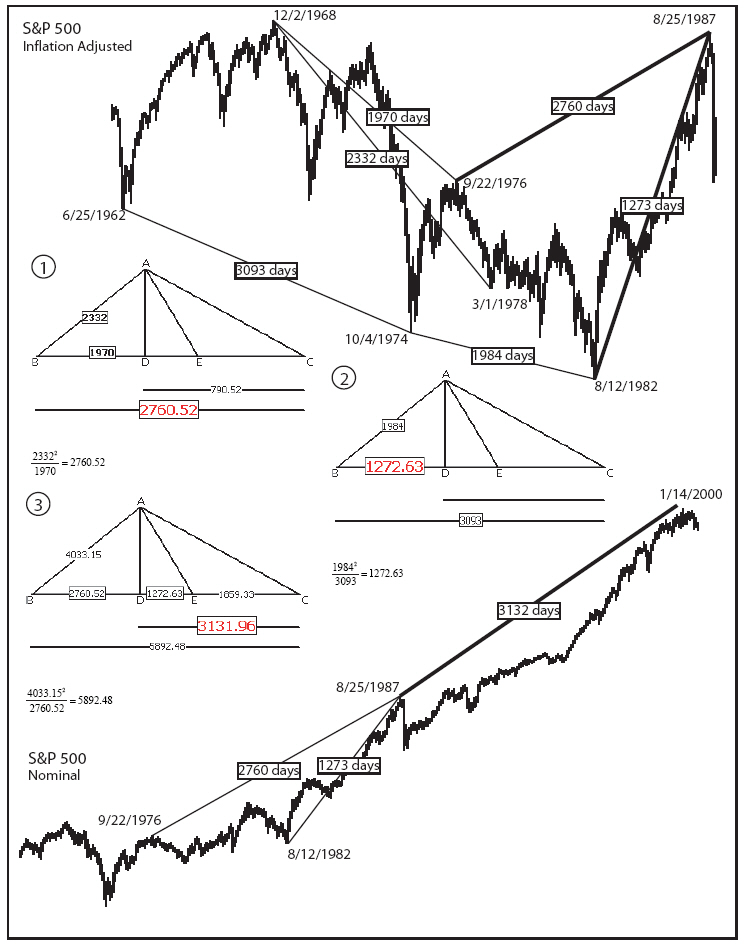 12/2/1968
8/25/1987
S&P 500
Inflation Adjusted
2760 days
1970 days
2332 days
9/22/1976
6/25/1962
1273 days
3093 days
3/1/1978
10/4/1974
1984 days
8/12/1982
1
A
2332
1970
B
D
E
C
790.52
2760.52
2332²
1970
=2760.52
2
A
1984
1272.63
B
D
E
C
3093
1984²
3093
=1272.63
3
A
4033.15
2760.52
1272.63
1859.33
B
D
E
C
3131.96
5892.48
4033.15²
2760.52
=5892.48
1/14/2000
3132 days
8/25/1987
S&P 500
Nominal
2760 days
1273 days
9/22/1976
8/12/1982